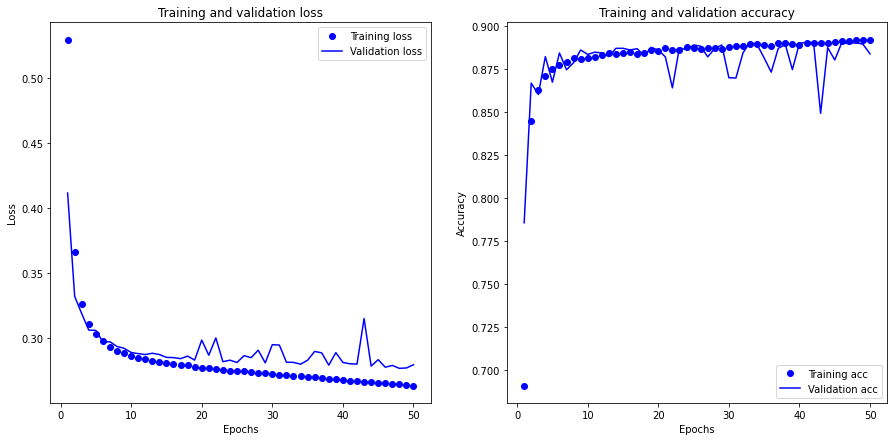 Training and validation loss
Training loss
Validation loss
0.50
0.45
0.40
0.35
0.30
Loss
0
10
20
30
40
50
Epochs
Training and validation accuracy
0.900
0.875
0.850
0.825
0.800
0.775
0.750
0.725
0.700
Accuracy
Training acc
Validation acc
0
10
20
30
40
50
Epochs